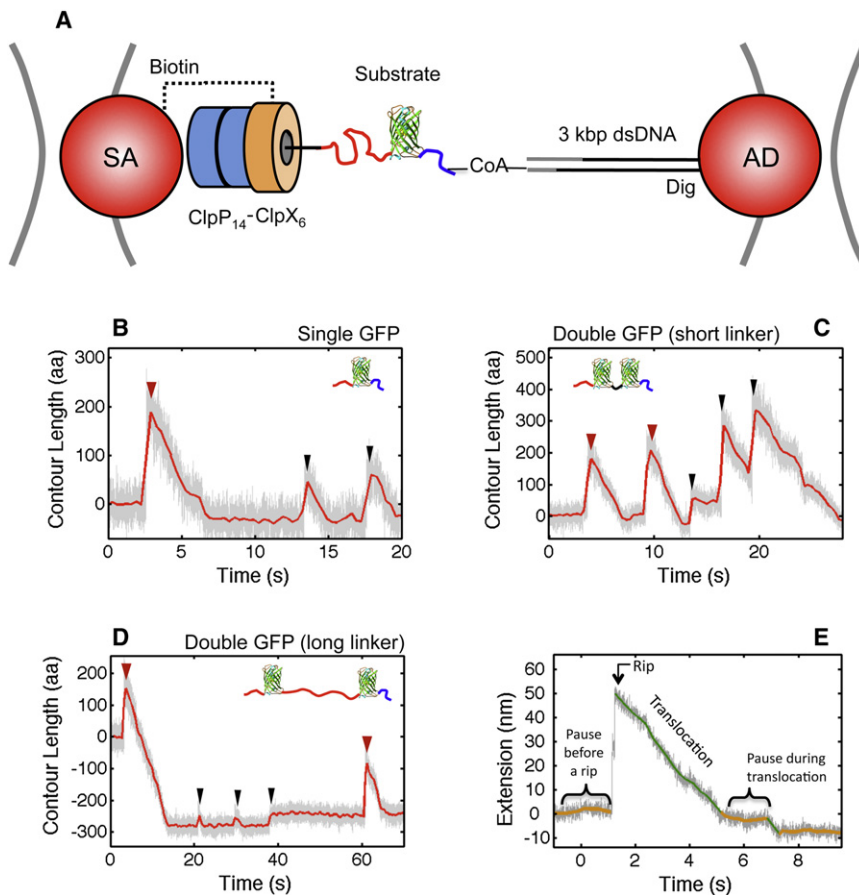 A
Biotin
Substrate
SA
3 kbp dsDNA
AD
CoA
Dig
ClpP14-ClpX6
B
Single GFP
Contour Length (aa)
300
200
100
0
0
5
10
15
20
Time (s)
Double GFP (short linker)
C
Contour Length (aa)
500
400
300
200
100
0
0
10
20
Time (s)
D
Double GFP (long linker)
Contour Length (aa)
200
100
0
-100
-200
-300
0
20
40
60
Time (s)
E
Extension (nm)
60
50
40
30
20
10
0
-10
Rip
Translocation
Pause
before
a rip
Pause during
translocation
0
2
4
6
8
Time (s)